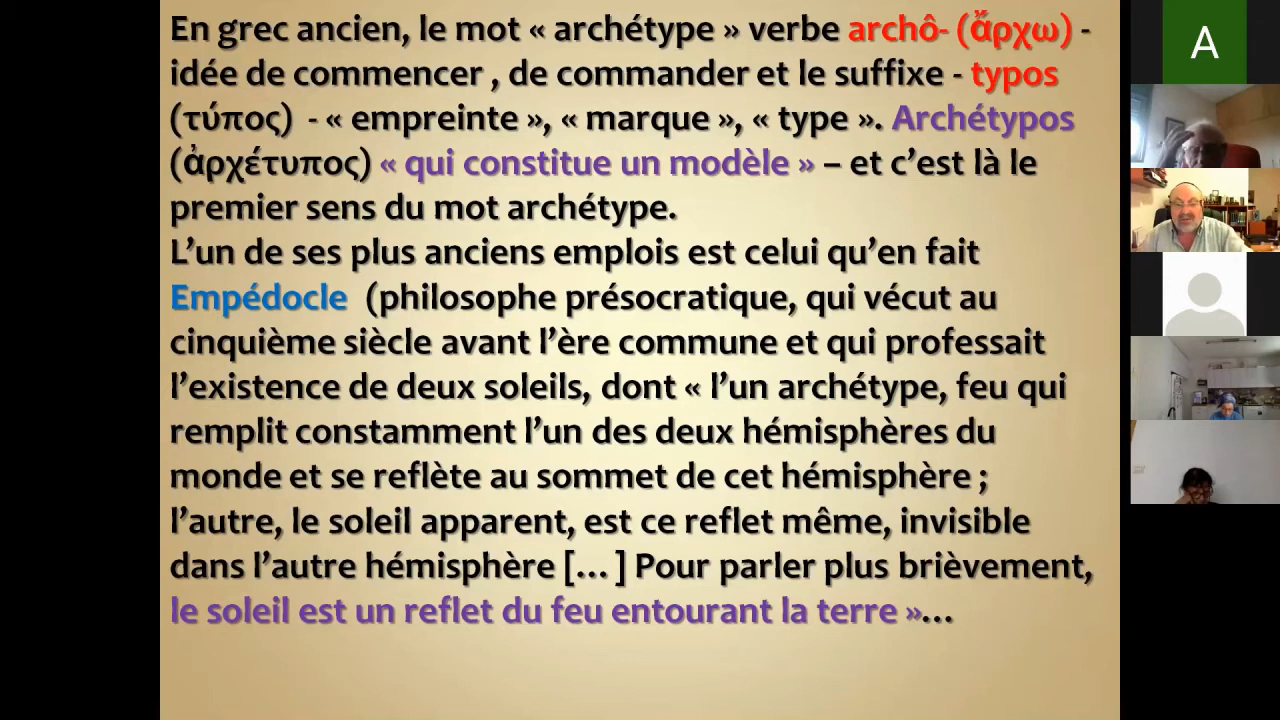 En grec ancien, le mot « archétype » verbe archô- (ἄρχω) -
idée de commencer , de commander et le suffixe - typos
(τύπος) - « empreinte », « marque », « type ». Archétypos
(ἀρχέτυπος) « qui constitue un modèle » – et c’est là le
premier sens du mot archétype.
L’un de ses plus anciens emplois est celui qu’en fait
Empédocle (philosophe présocratique, qui vécut au
cinquième siècle avant l’ère commune et qui professait
l’existence de deux soleils, dont « l’un archétype, feu qui
remplit constamment l’un des deux hémisphères du
monde et se reflète au sommet de cet hémisphère ;
l’autre, le soleil apparent, est ce reflet même, invisible
dans l’autre hémisphère […] Pour parler plus brièvement,
le soleil est un reflet du feu entourant la terre »…
A